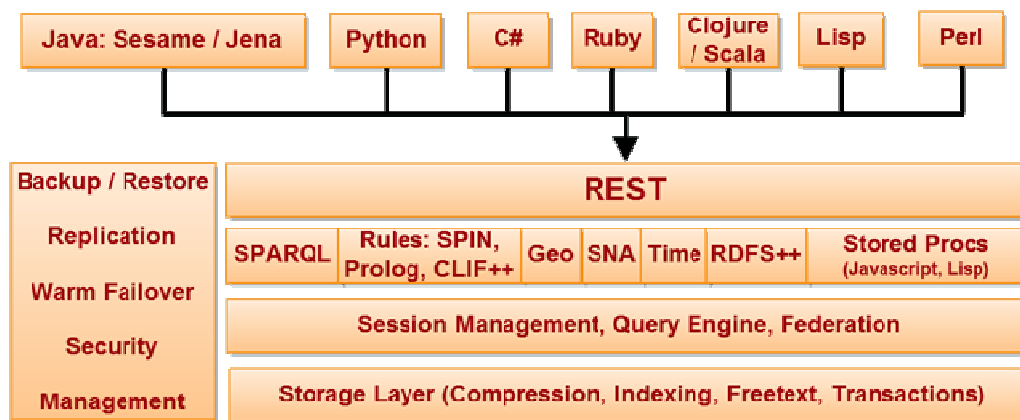 Java: Sesame / Jena
Python
C#
Ruby
Clojure
/ Scala
Lisp
Perl
Backup / Restore
Replication
Warm Failover
Security
Management
REST
SPARQL
Rules: SPIN,
Prolog, CLIF++
Geo
SNA
Time
RDFS++
Stored Procs
(Javascript, Lisp)
Session Management, Query Engine, Federation
Storage Layer (Compression, Indexing, Freetext, Transactions)